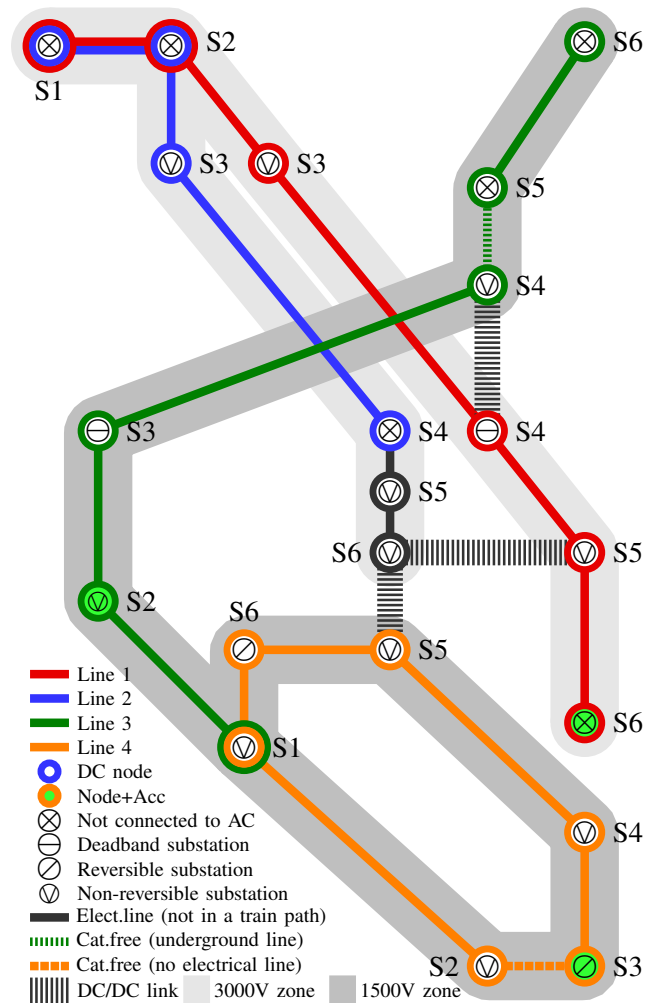 S1
S2
S6
S3
S3
S5
S4
S3
S4
S4
S5
S6
S5
S2
S6
S5
Line 1
Line 2
Line 3
Line 4
S1
S6
DC node
Node+Acc
Not connected to AC
Deadband substation
S4
Reversible substation
Non-reversible substation
Elect.line (not in a train path)
Cat.free (underground line)
Cat.free (no electrical line)
S2
S3
DC/DC link
3000V zone
1500V zone